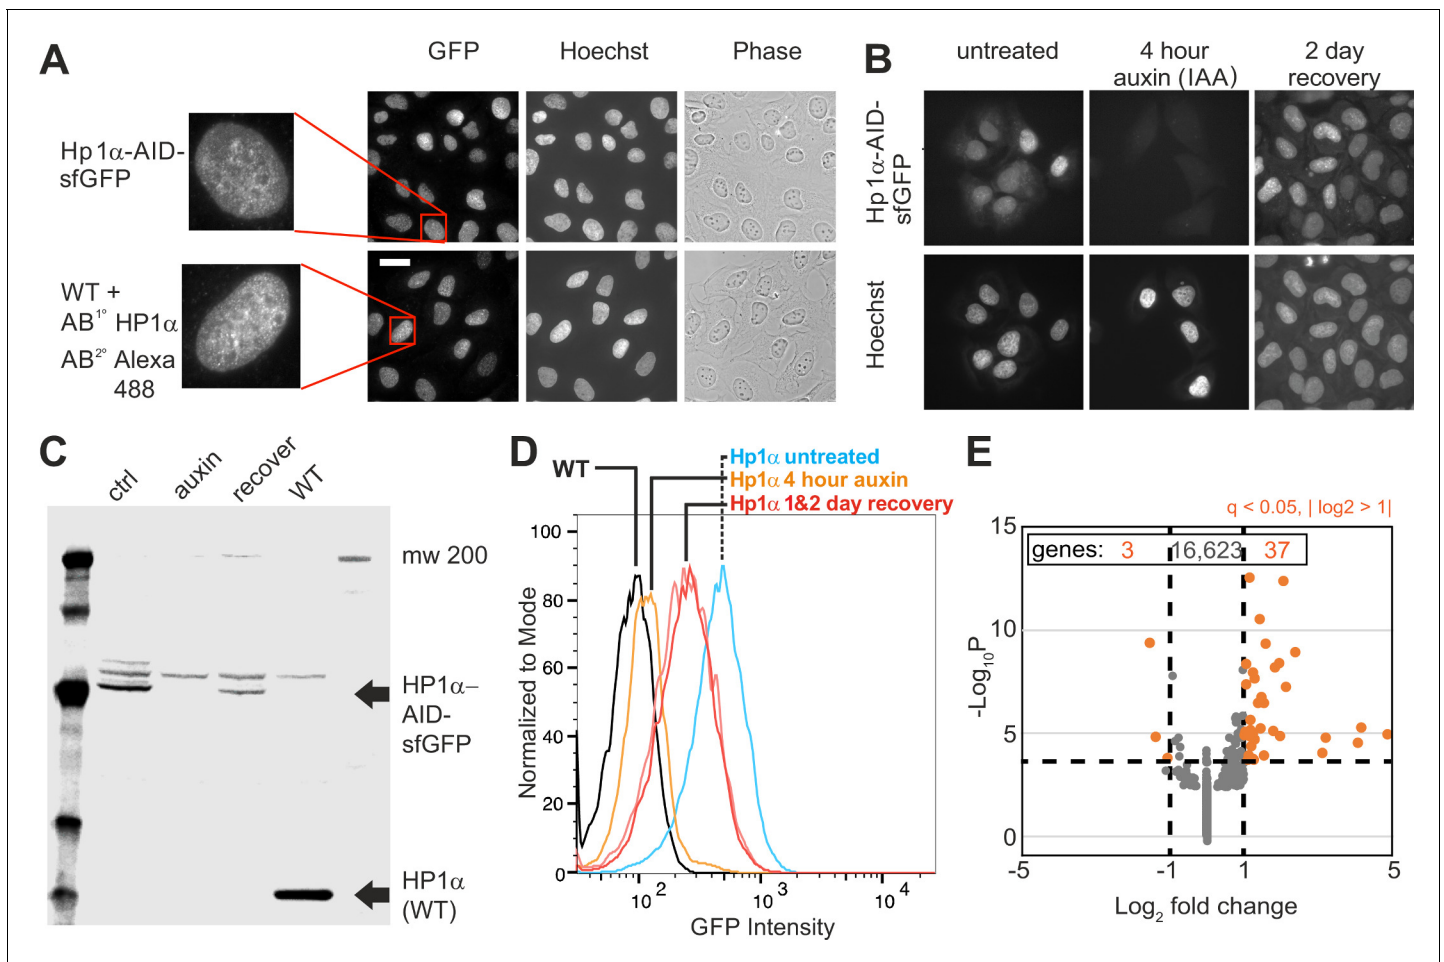 A
GFP
Hoechst
Phase
Hp1α-AID-
sfGFP
WT +
AB1° HP1α
AB2° Alexa
488
B
untreated
4 hour
auxin (IAA)
2 day
recovery
Hp1α-AID-
sfGFP
Hoechst
C
ctrl
auxin
recover
WT
mw 200
HP1α–
AID-
sfGFP
HP1α
(WT)
D
WT
Hp1α untreated
Hp1α 4 hour auxin
Hp1α 1&2 day recovery
Normalized to Mode
100
80
60
40
20
0
10 2
10 3
10 4
GFP Intensity
E
q < 0.05, | log2 > 1|
genes: 3 16,623 37
-Log10P
15
10
5
0
-5
-1
1
5
Log2 fold change